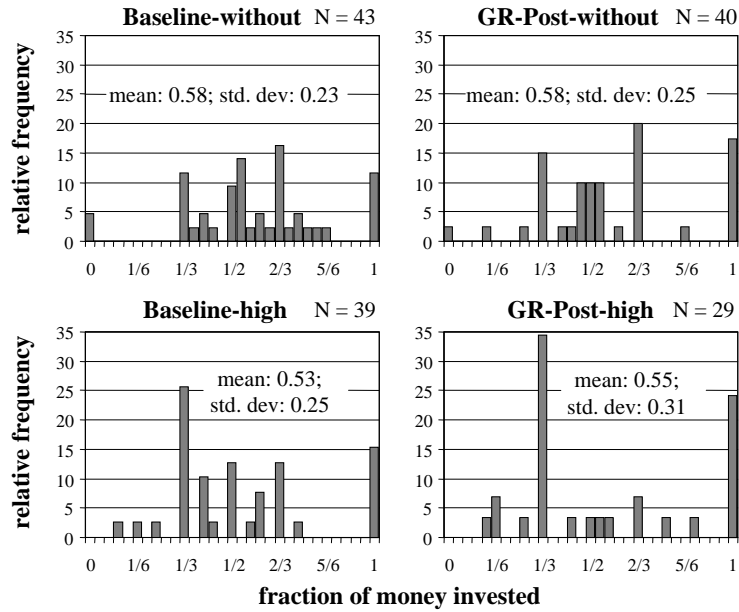 Baseline-without N = 43
GR-Post-without N = 40
relative frequency
35
30
25
20
15
10
5
0
mean: 0.58; std. dev: 0.23
0 1/6 1/3 1/2 2/3 5/6 1
35
30
25
20
15
10
5
0
mean: 0.58; std. dev: 0.25
0 1/6 1/3 1/2 2/3 5/6 1
Baseline-high N = 39
GR-Post-high N = 29
relative frequency
35
30
25
20
15
10
5
0
mean: 0.53;
std. dev: 0.25
0 1/6 1/3 1/2 2/3 5/6 1
35
30
25
20
15
10
5
0
mean: 0.55;
std. dev: 0.31
0 1/6 1/3 1/2 2/3 5/6 1
fraction of money invested